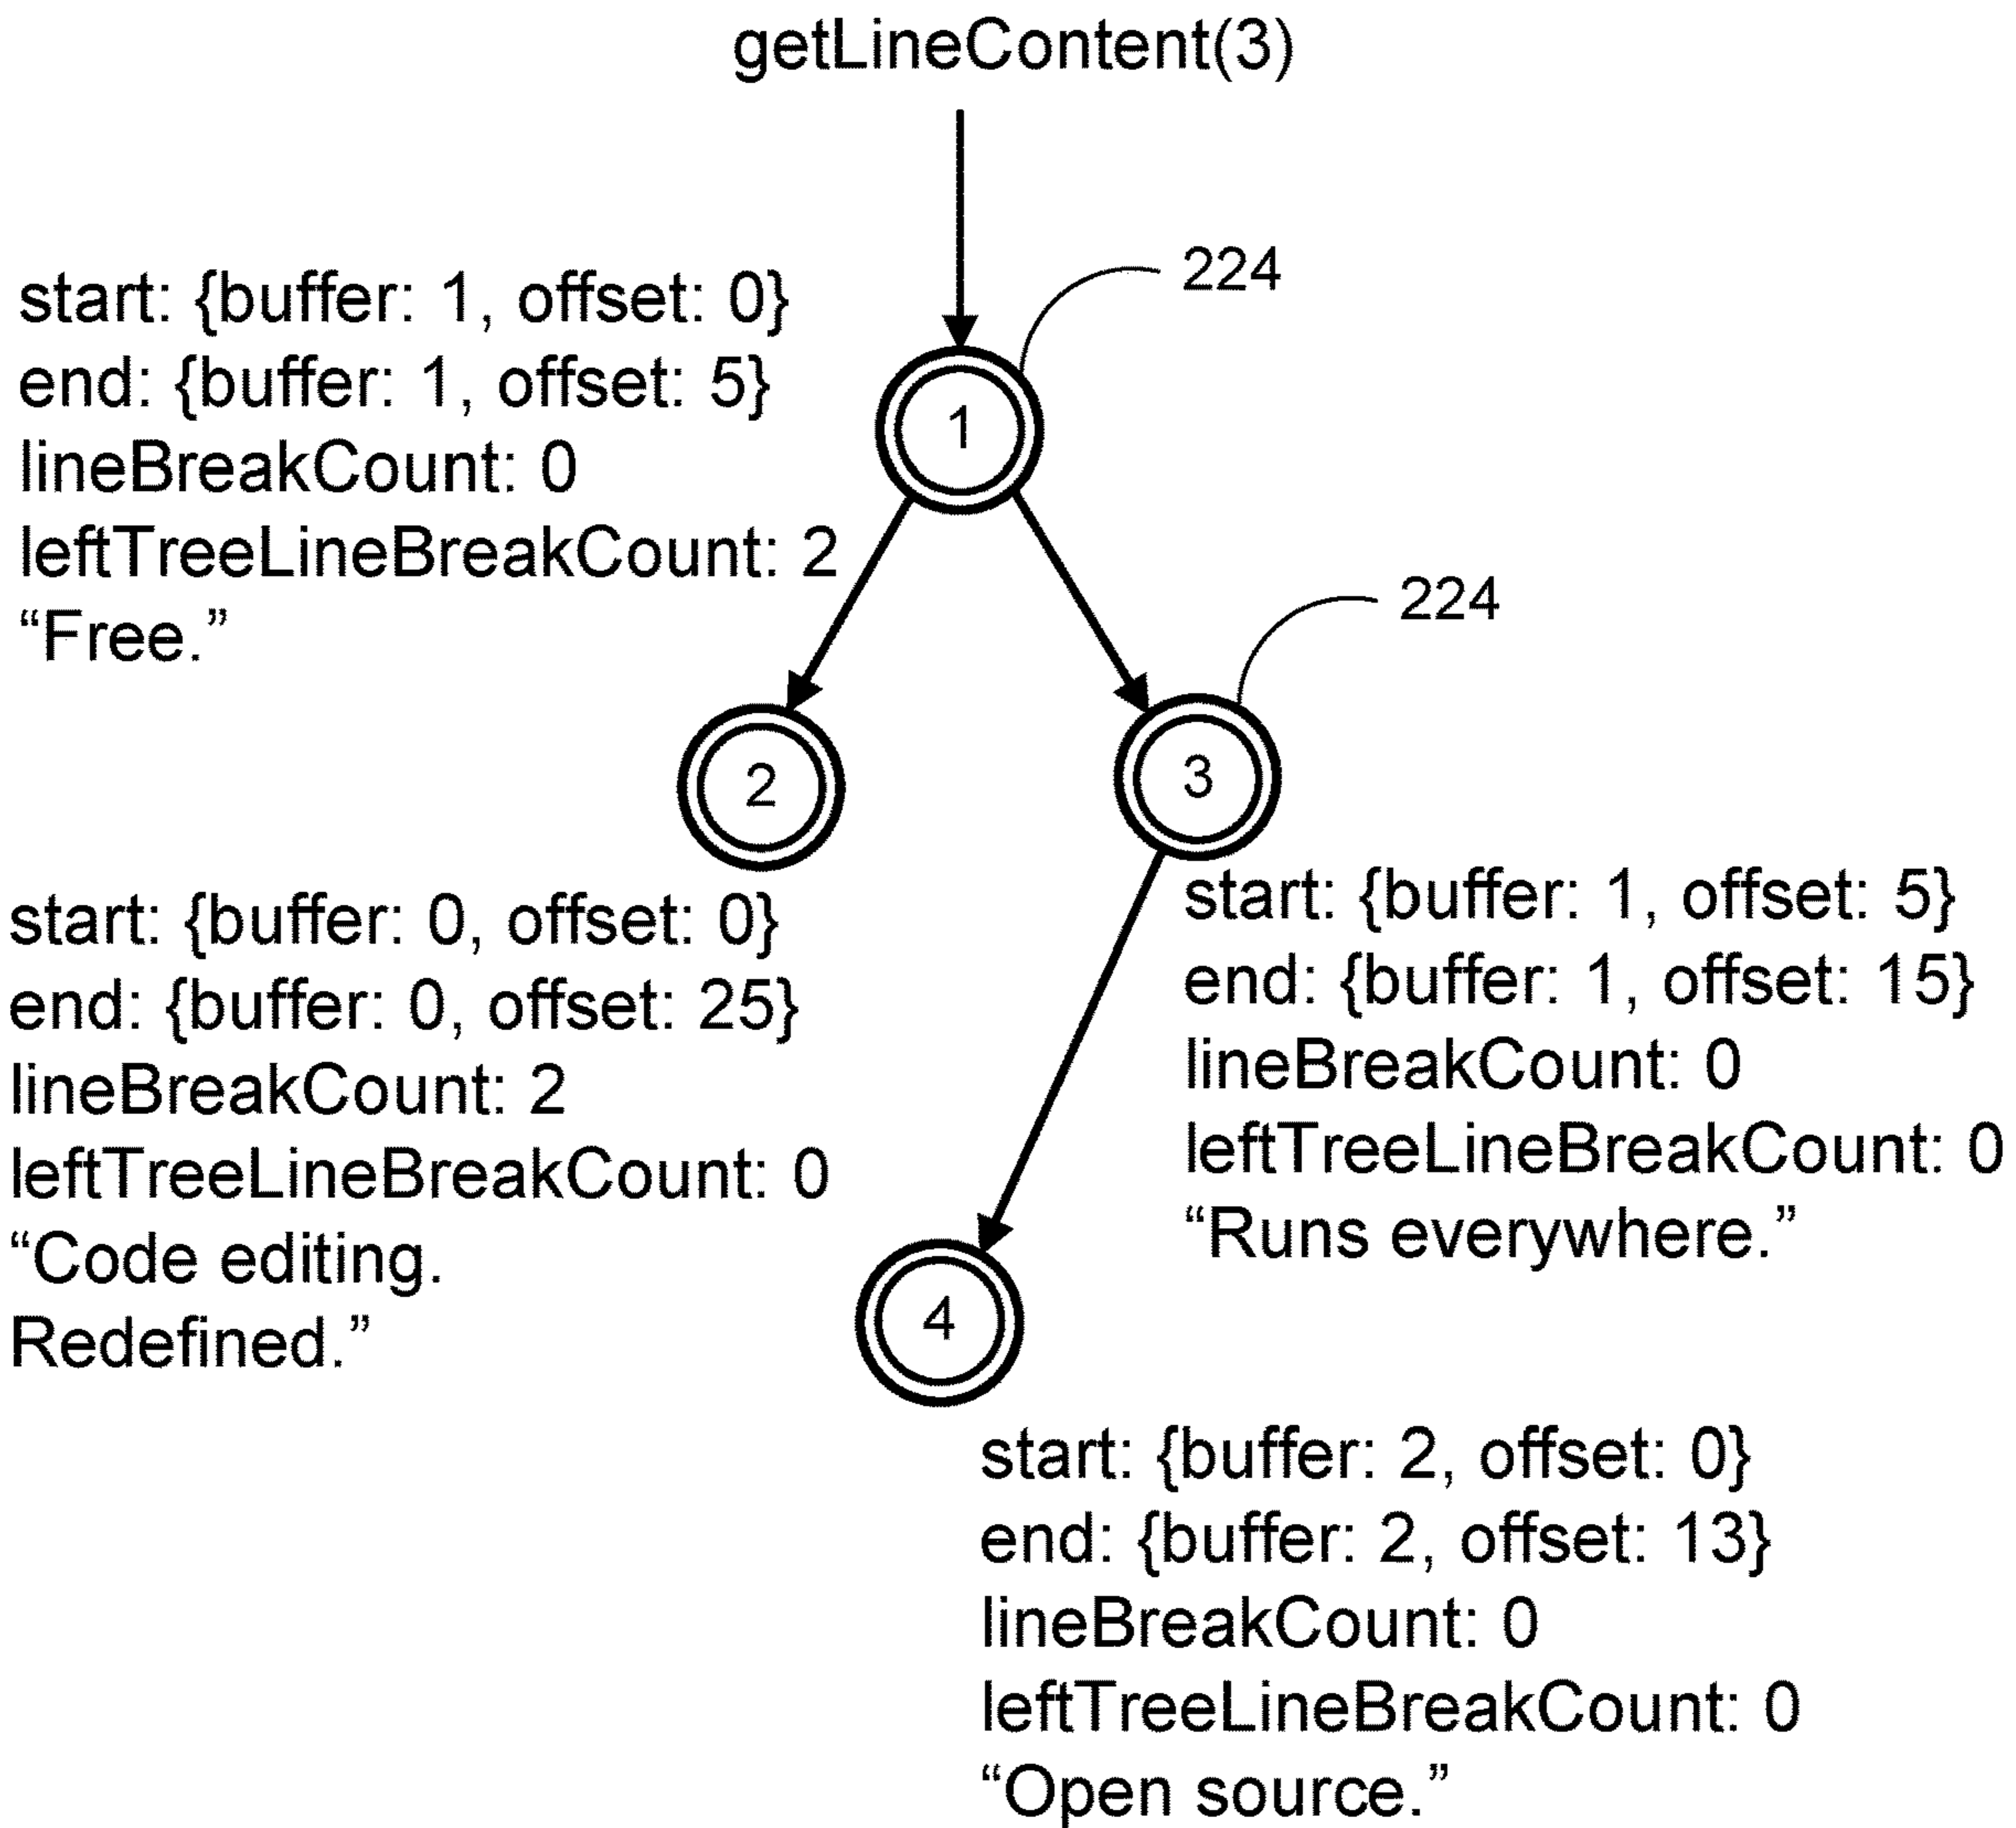 getLineContent(3)
224
start: {buffer: 1, offset: 0}
end: {buffer: 1, offset: 5}
lineBreakCount: 0
leftTreeLineBreakCount: 2
“Free.”
1
224
2
3
start: {buffer: 0, offset: 0}
end: {buffer: 0, offset: 25}
lineBreakCount: 2
leftTreeLineBreakCount: 0
“Code editing.
Redefined.”
start: {buffer: 1, offset: 5}
end: {buffer: 1, offset: 15}
lineBreakCount: 0
leftTreeLineBreakCount: 0
“Runs everywhere.”
4
start: {buffer: 2, offset: 0}
end: {buffer: 2, offset: 13}
lineBreakCount: 0
leftTreeLineBreakCount: 0
“Open source.”